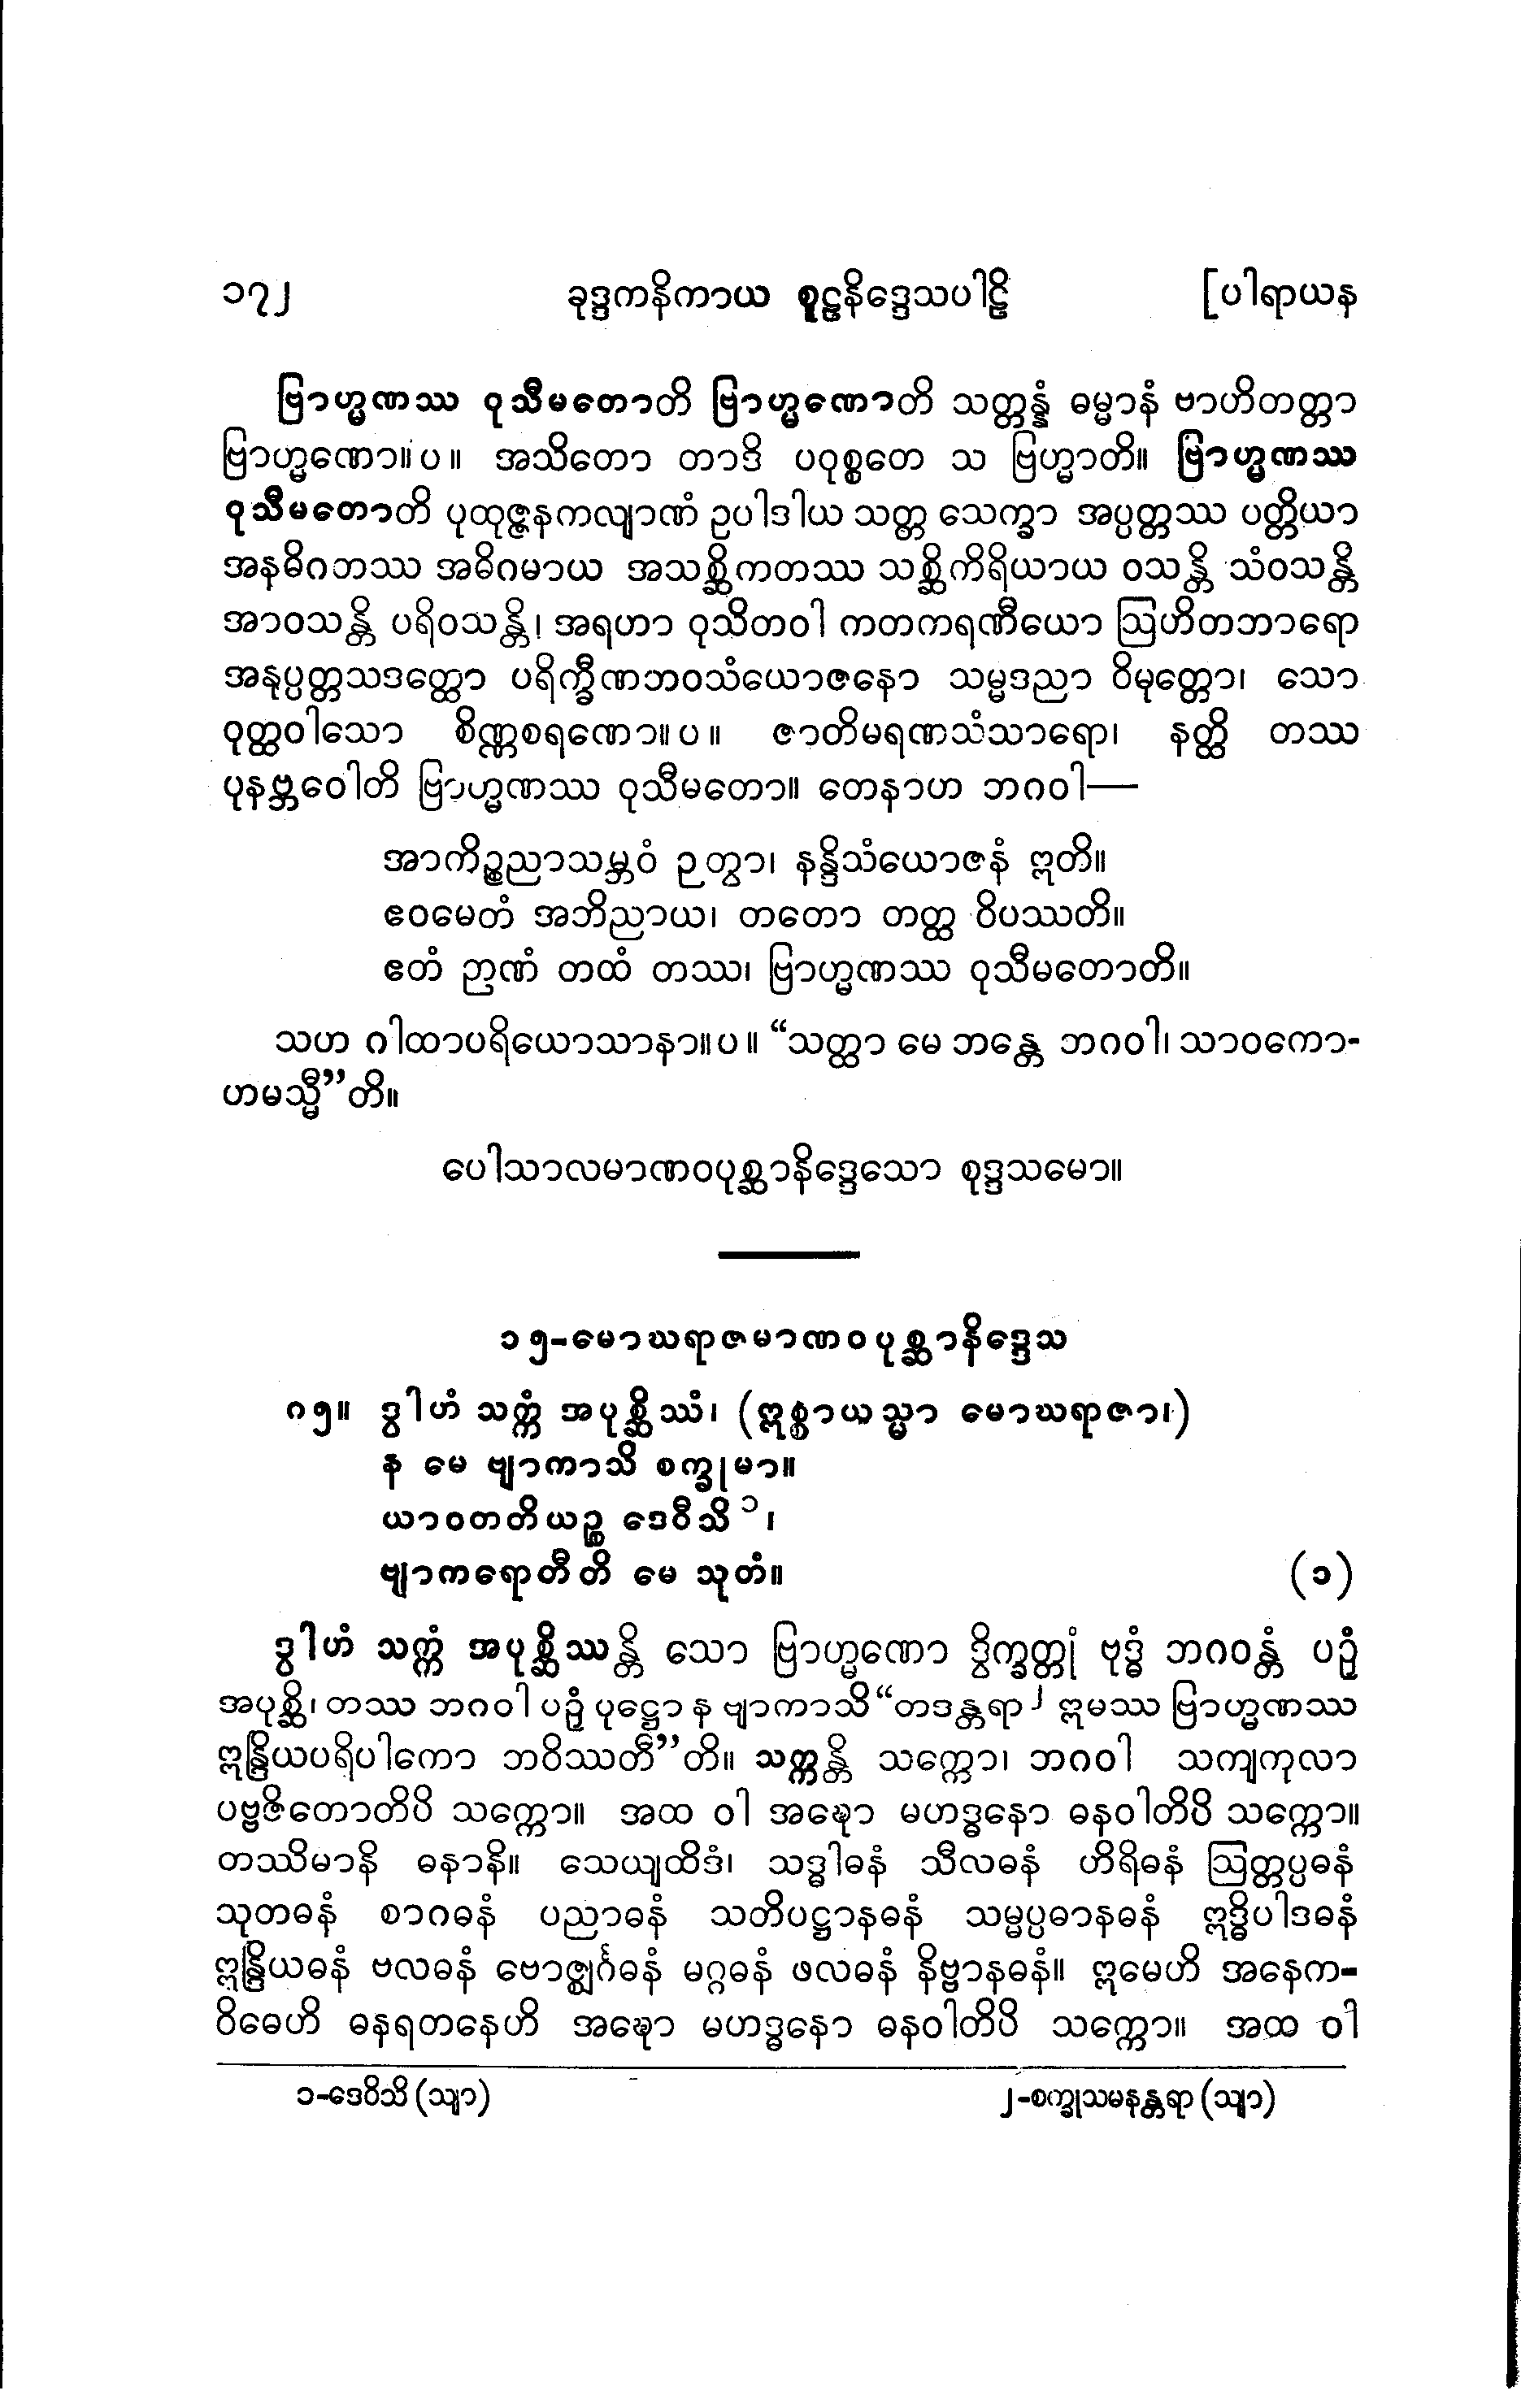 ၁၇၂ ခုဒ္ဒကနိကာယ စူဠနိဒ္ဒေသပါဠိ [ပါရာယန
ဗြာဟ္မဏဿ ဝုသီမတောတိ ဗြာဟ္မဏောတိ သတ္တန္နံ ဓမ္မာနံ ဗာဟိတတ္တာ
ဗြာဟ္မဏော။ပ။ အသိတော တာဒိ ပဝုစ္စတေ သ ဗြဟ္မာတိ။ ဗြာဟ္မဏဿ
ဝုသီမတောတိ ပုထုဇ္ဇနကလျာဏံ ဥပါဒါယ သတ္တ သေက္ခာ အပ္ပတ္တဿ ပတ္တိယာ
အနဓိဂတဿ အဓိဂမာယ အသစ္ဆိကတဿ သစ္ဆိကိရိယာယ ဝသန္တိ သံဝသန္တိ
အာဝသန္တိ ပရိဝသန္တိ၊ အရဟာ ဝုသိတဝါ ကတကရဏီယော ဩဟိတဘာရော
အနုပ္ပတ္တသဒတ္ထော ပရိက္ခီဏဘဝသံယောဇနော သမ္မဒညာ ဝိမုတ္တော၊ သော
ဝုတ္ထဝါသော စိဏ္ဏစရဏော။ပ။ ဇာတိမရဏသံသာရော၊ နတ္ထိ တဿ
ပုနဗ္ဘဝေါတိ ဗြာဟ္မဏဿ ဝုသီမတော။ တေနာဟ ဘဂဝါ—
အာကိဉ္စညာသမ္ဘဝံ ဉတွာ၊ နန္ဒိသံယောဇနံ ဣတိ။
ဧဝမေတံ အဘိညာယ၊ တတော တတ္ထ ဝိပဿတိ။
ဧတံ ဉာဏံ တထံ တဿ၊ ဗြာဟ္မဏဿ ဝုသီမတောတိ။
သဟ ဂါထာပရိယောသာနာ။ပ။ “သတ္ထာ မေ ဘန္တေ ဘဂဝါ၊ သာဝကော-
ဟမသ္မီ”တိ။
ပေါသာလမာဏဝပုစ္ဆာနိဒ္ဒေသော စုဒ္ဒသမော။
၁၅-မောဃရာဇမာဏဝပုစ္ဆာနိဒ္ဒေသ
ဂ၅။ ဒွါဟံ သက္ကံ အပုစ္ဆိဿံ၊ (ဣစ္စာယသ္မာ မောဃရာဇာ၊)
န မေ ဗျာကာသိ စက္ခုမာ။
ယာဝတတိယဉ္စ ဒေဝီသိ ၁၊
ဗျာကရောတီတိ မေ သုတံ။ (၁)
ဒွါဟံ သက္ကံ အပုစ္ဆိဿန္တိ သော ဗြာဟ္မဏော ဒွိက္ခတ္တုံ ဗုဒ္ဓံ ဘဂဝန္တံ ပဉှံ
အပုစ္ဆိ၊ တဿ ဘဂဝါ ပဉှံ ပုဋ္ဌော န ဗျာကာသိ “တဒန္တရာ ၂ ဣမဿ ဗြာဟ္မဏဿ
ဣန္ဒြိယပရိပါကော ဘဝိဿတီ”တိ။ သက္ကန္တိ သက္ကော၊ ဘဂဝါ သကျကုလာ
ပဗ္ဗဇိတောတိပိ သက္ကော။ အထ ဝါ အဍ္ဎော မဟဒ္ဓနော ဓနဝါတိပိ သက္ကော။
တဿိမာနိ ဓနာနိ။ သေယျထိဒံ၊ သဒ္ဓါဓနံ သီလဓနံ ဟိရိဓနံ ဩတ္တပ္ပဓနံ
သုတဓနံ စာဂဓနံ ပညာဓနံ သတိပဋ္ဌာနဓနံ သမ္မပ္ပဓာနဓနံ ဣဒ္ဓိပါဒဓနံ
ဣန္ဒြိယဓနံ ဗလဓနံ ဗောဇ္ဈင်္ဂဓနံ မဂ္ဂဓနံ ဖလဓနံ နိဗ္ဗာနဓနံ။ ဣမေဟိ အနေက-
ဝိဓေဟိ ဓနရတနေဟိ အဍ္ဎော မဟဒ္ဓနော ဓနဝါတိပိ သက္ကော။ အထ ဝါ
၁-ဒေဝိသိ (သျာ) ၂-စက္ခုသမနန္တရာ (သျာ)